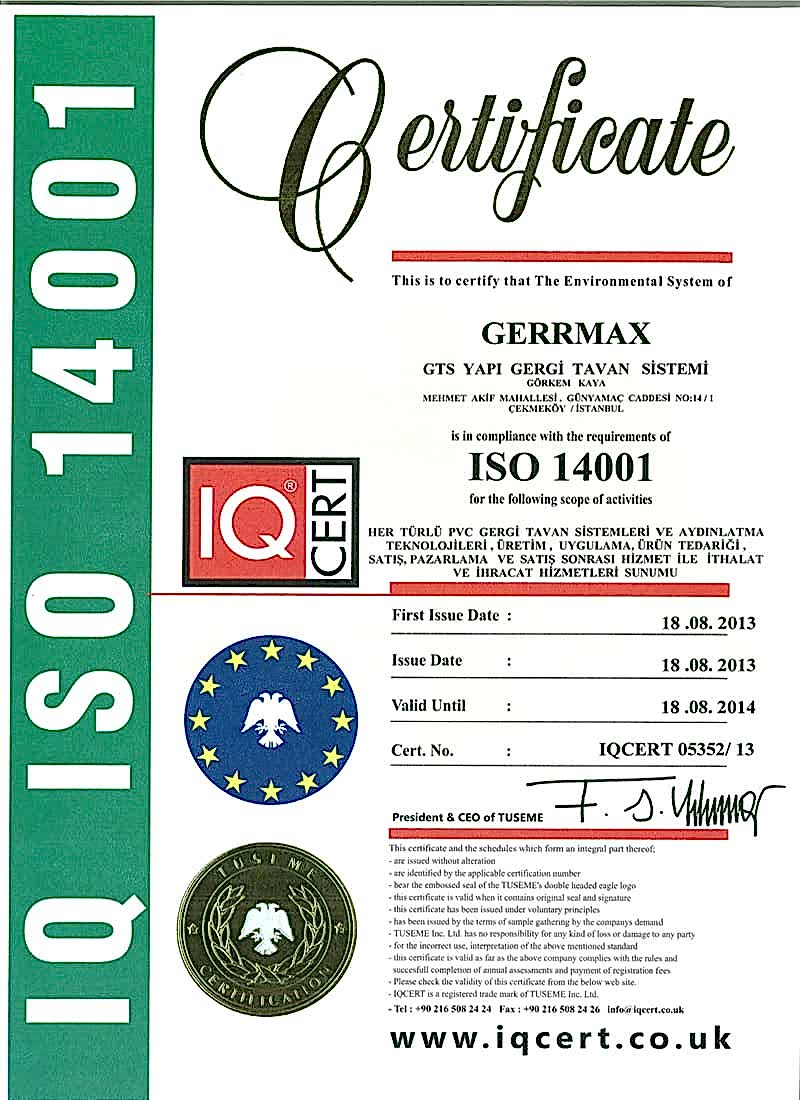 IQ ISO 14001
Certificate
This is to certify that The Environmental System of
GERRMAX
GTS YAPI GERGİ TAVAN SİSTEMİ
GÖRKEM KAYA
MEHMET AKİF MAHALLESİ, GÜNYAMAÇ CADDESİ NO:14/1
ÇEKMEKÖY / İSTANBUL
is in compliance with the requirements of
ISO 14001
for the following scope of activities
IQ ®
CERT
HER TÜRLÜ PVC GERGİ TAVAN SİSTEMLERİ VE AYDINLATMA
TEKNOLOJİLERİ , ÜRETİM , UYGULAMA, ÜRÜN TEDARİĞİ ,
SATIŞ, PAZARLAMA VE SATIŞ SONRASI HİZMET İLE İTHALAT
VE İHRACAT HİZMETLERİ SUNUMU
First Issue Date : 18 .08. 2013
Issue Date : 18 .08. 2013
Valid Until : 18 .08. 2014
Cert. No. : IQCERT 05352/ 13
President & CEO of TUSEME
TUSEME
CERTIFICATION
This certificate and the schedules which form an integral part thereof;
- are issued without alteration
- are identified by the applicable certification number
- bear the embossed seal of the TUSEME's double headed eagle logo
- this certificate is valid when it contains original seal and signature
- this certificate has been issued under voluntary principles
- has been issued by the terms of sample gathering by the companys demand
- TUSEME Inc. Ltd. has no responsibility for any kind of loss or damage to any party
- for the incorrect use, interpretation of the above mentioned standard
- this certificate is valid as far as the above company complies with the rules and
succesfull completion of annual assessments and payment of registration fees
- Please check the validity of this certificate from the below web site.
- IQCERT is a registered trade mark of TUSEME Inc. Ltd.
- Tel : +90 216 508 24 24 Fax : +90 216 508 24 26 info@iqcert.co.uk
www.iqcert.co.uk